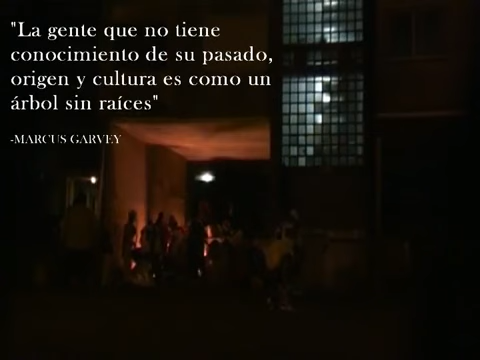 "La gente que no tiene
conocimiento de su pasado,
origen y cultura es como un
árbol sin raíces"
-MARCUS GARVEY